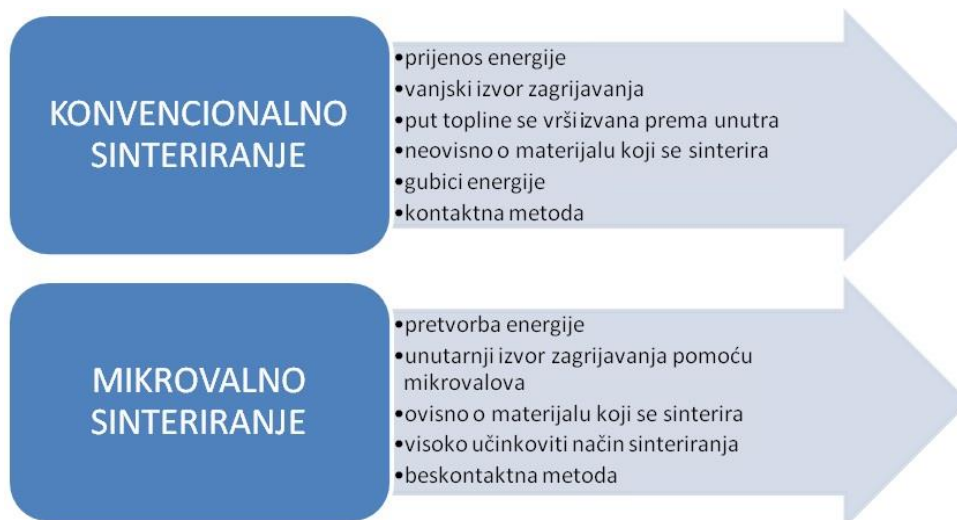 KONVENCIONALNO
SINTERIRANJE
•prijenos energije
•vanjski izvor zagrijavanja
•put topline se vrši izvana prema unutra
•neovisno o materijalu koji se sinterira
•gubici energije
•kontaktna metoda
MIKROVALNO
SINTERIRANJE
•pretvorba energije
•unutarnji izvor zagrijavanja pomoću
mikrovalova
•ovisno o materijalu koji se sinterira
•visoko učinkoviti način sinteriranja
•beskontaktna metoda